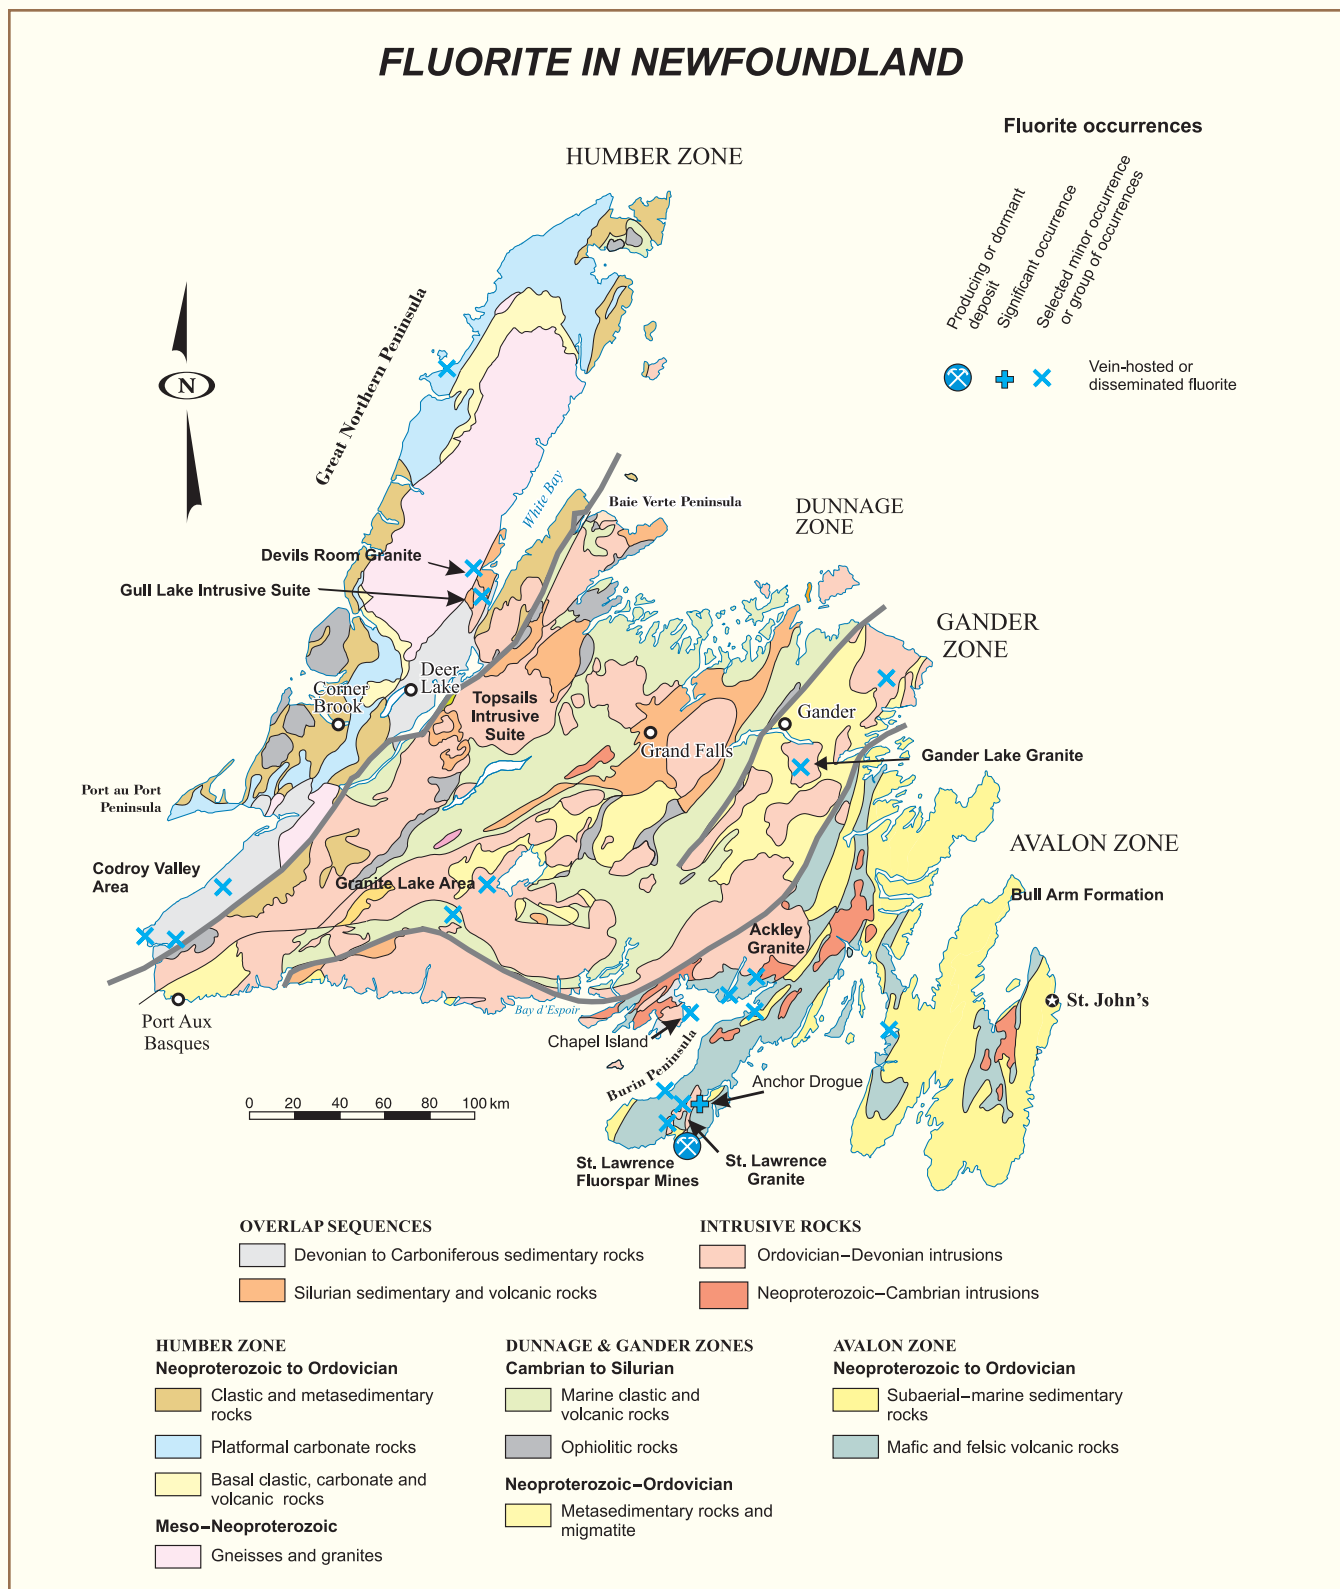 FLUORITE IN NEWFOUNDLAND
Fluorite occurrences
Producing or dormant
deposit
Significant occurrence
Selected minor occurrence
or group of occurrences
Vein-hosted or
disseminated fluorite
HUMBER ZONE
Great Northern Peninsula
N
White Bay
Baie Verte Peninsula
DUNNAGE
ZONE
Devils Room Granite
Gull Lake Intrusive Suite
GANDER
ZONE
Deer
Lake
Corner
Brook
Topsails
Intrusive
Suite
Gander
Grand Falls
Gander Lake Granite
Port au Port
Peninsula
AVALON ZONE
Codroy Valley
Area
Granite Lake Area
Bull Arm Formation
Ackley
Granite
St. John's
Port Aux
Basques
Bay d'Espoir
Chapel Island
Burin Peninsula
Anchor Drogue
0 20 40 60 80 100 km
St. Lawrence
Fluorspar Mines
St. Lawrence
Granite
OVERLAP SEQUENCES
Devonian to Carboniferous sedimentary rocks
Silurian sedimentary and volcanic rocks
INTRUSIVE ROCKS
Ordovician–Devonian intrusions
Neoproterozoic–Cambrian intrusions
HUMBER ZONE
Neoproterozoic to Ordovician
Clastic and metasedimentary
rocks
Platformal carbonate rocks
Basal clastic, carbonate and
volcanic rocks
Meso–Neoproterozoic
Gneisses and granites
DUNNAGE & GANDER ZONES
Cambrian to Silurian
Marine clastic and
volcanic rocks
Ophiolitic rocks
Neoproterozoic–Ordovician
Metasedimentary rocks and
migmatite
AVALON ZONE
Neoproterozoic to Ordovician
Subaerial–marine sedimentary
rocks
Mafic and felsic volcanic rocks